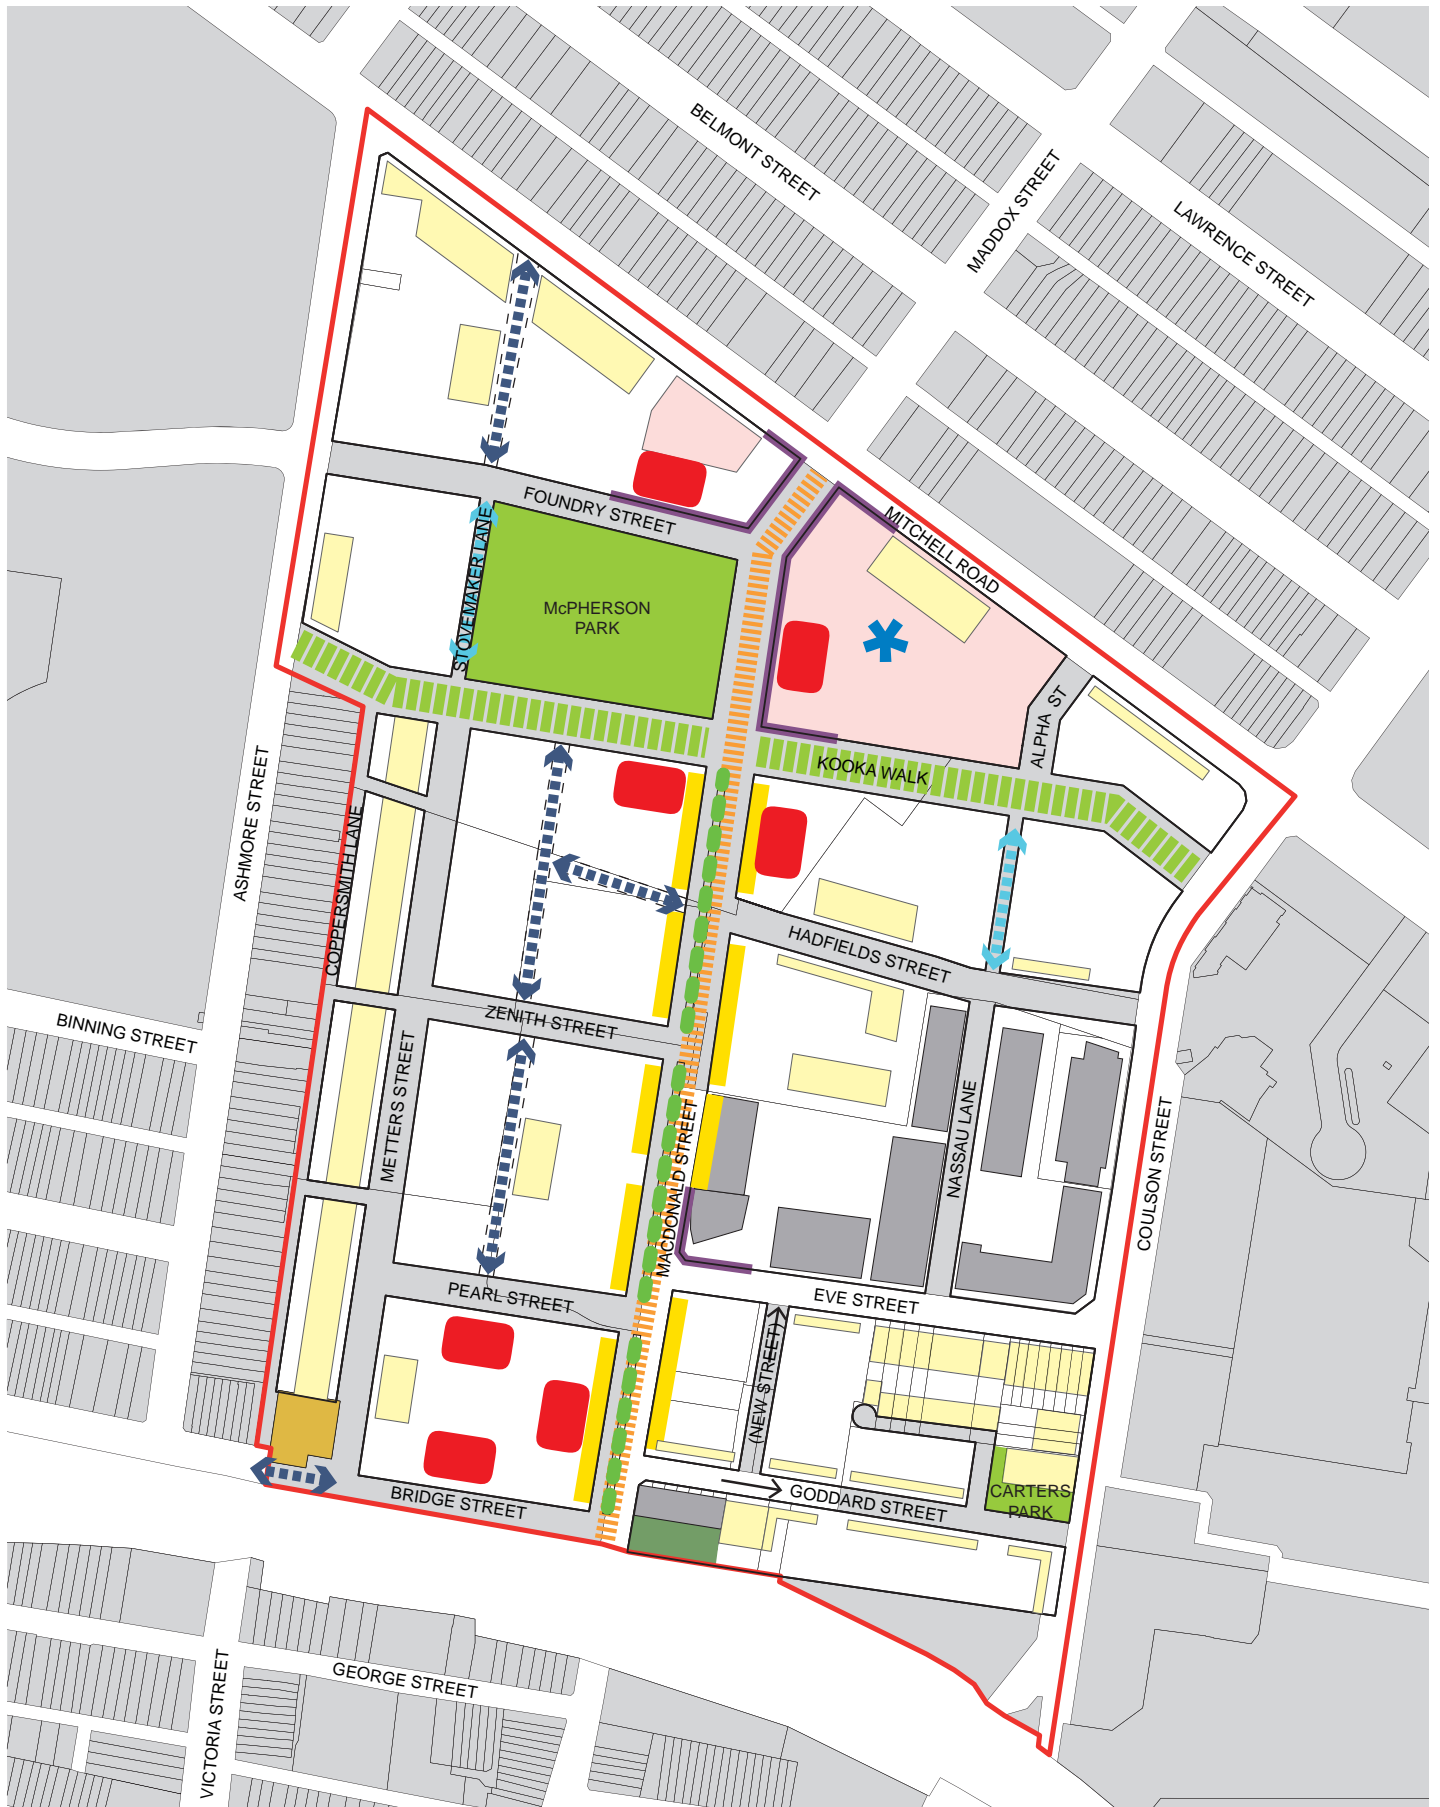 BELMONT STREET
MADDOX STREET
LAWRENCE STREET
FOUNDRY STREET
MITCHELL ROAD
STOVEMAKER LANE
McPHERSON
PARK
ALPHA ST
KOOKA WALK
ASHMORE STREET
COPPERSMITH LANE
HADFIELDS STREET
BINNING STREET
ZENITH STREET
METTERS STREET
MACDONALD STREET
NASSAU LANE
COULSON STREET
PEARL STREET
EVE STREET
(NEW STREET)
BRIDGE STREET
GODDARD STREET
CARTERS
PARK
GEORGE STREET
VICTORIA STREET